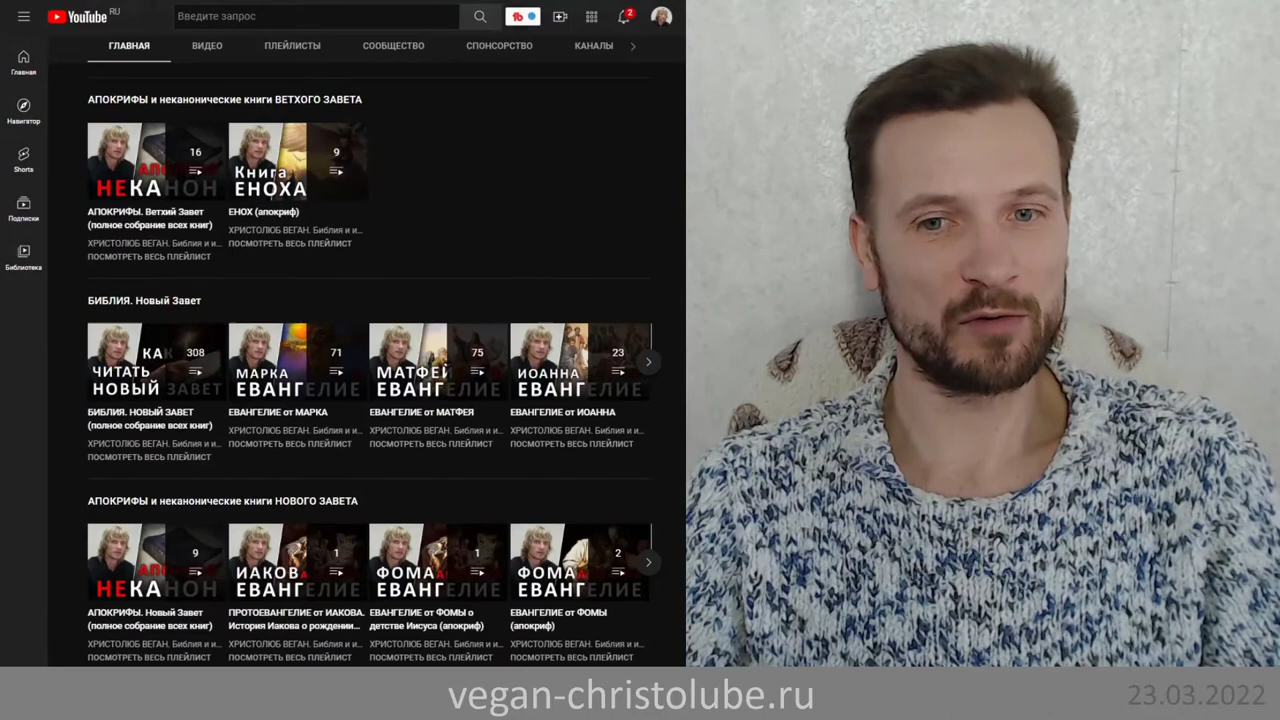 YouTube RU
Введите запрос
2
ГЛАВНАЯ ВИДЕО ПЛЕЙЛИСТЫ СООБЩЕСТВО СПОНСОРСТВО КАНАЛЫ
Главная
Навигатор
Shorts
Подписки
Библиотека
АПОКРИФЫ и неканонические книги ВЕТХОГО ЗАВЕТА
16
НЕКАНОН
АПОКРИФЫ. Ветхий Завет
(полное собрание всех книг)
ХРИСТОЛЮБ ВЕГАН. Библия и и...
ПОСМОТРЕТЬ ВЕСЬ ПЛЕЙЛИСТ
9
Книга
ЕНОХА
ЕНОХ (апокриф)
ХРИСТОЛЮБ ВЕГАН. Библия и и...
ПОСМОТРЕТЬ ВЕСЬ ПЛЕЙЛИСТ
БИБЛИЯ. Новый Завет
308
КАК
ЧИТАТЬ
НОВЫЙ ЗАВЕТ
БИБЛИЯ. НОВЫЙ ЗАВЕТ
(полное собрание всех книг)
ХРИСТОЛЮБ ВЕГАН. Библия и и...
ПОСМОТРЕТЬ ВЕСЬ ПЛЕЙЛИСТ
71
МАРКА
ЕВАНГЕЛИЕ
ЕВАНГЕЛИЕ от МАРКА
ХРИСТОЛЮБ ВЕГАН. Библия и и...
ПОСМОТРЕТЬ ВЕСЬ ПЛЕЙЛИСТ
75
МАТФЕЙ
ЕВАНГЕЛИЕ
ЕВАНГЕЛИЕ от МАТФЕЯ
ХРИСТОЛЮБ ВЕГАН. Библия и и...
ПОСМОТРЕТЬ ВЕСЬ ПЛЕЙЛИСТ
23
ИОАННА
ЕВАНГЕЛИЕ
ЕВАНГЕЛИЕ от ИОАННА
ХРИСТОЛЮБ ВЕГАН. Библия и и...
ПОСМОТРЕТЬ ВЕСЬ ПЛЕЙЛИСТ
АПОКРИФЫ и неканонические книги НОВОГО ЗАВЕТА
9
НЕКАНОН
АПОКРИФЫ. Новый Завет
(полное собрание всех книг)
ХРИСТОЛЮБ ВЕГАН. Библия и и...
ПОСМОТРЕТЬ ВЕСЬ ПЛЕЙЛИСТ
1
ИАКОВа
ЕВАНГЕЛИЕ
ПРОТОЕВАНГЕЛИЕ от ИАКОВА.
История Иакова о рождении...
ХРИСТОЛЮБ ВЕГАН. Библия и и...
ПОСМОТРЕТЬ ВЕСЬ ПЛЕЙЛИСТ
1
ФОМА
ЕВАНГЕЛИЕ
ЕВАНГЕЛИЕ от ФОМЫ о
детстве Иисуса (апокриф)
ХРИСТОЛЮБ ВЕГАН. Библия и и...
ПОСМОТРЕТЬ ВЕСЬ ПЛЕЙЛИСТ
2
ФОМА
ЕВАНГЕЛИЕ
ЕВАНГЕЛИЕ от ФОМЫ
(апокриф)
ХРИСТОЛЮБ ВЕГАН. Библия и и...
ПОСМОТРЕТЬ ВЕСЬ ПЛЕЙЛИСТ
vegan-christolube.ru
23.03.2022